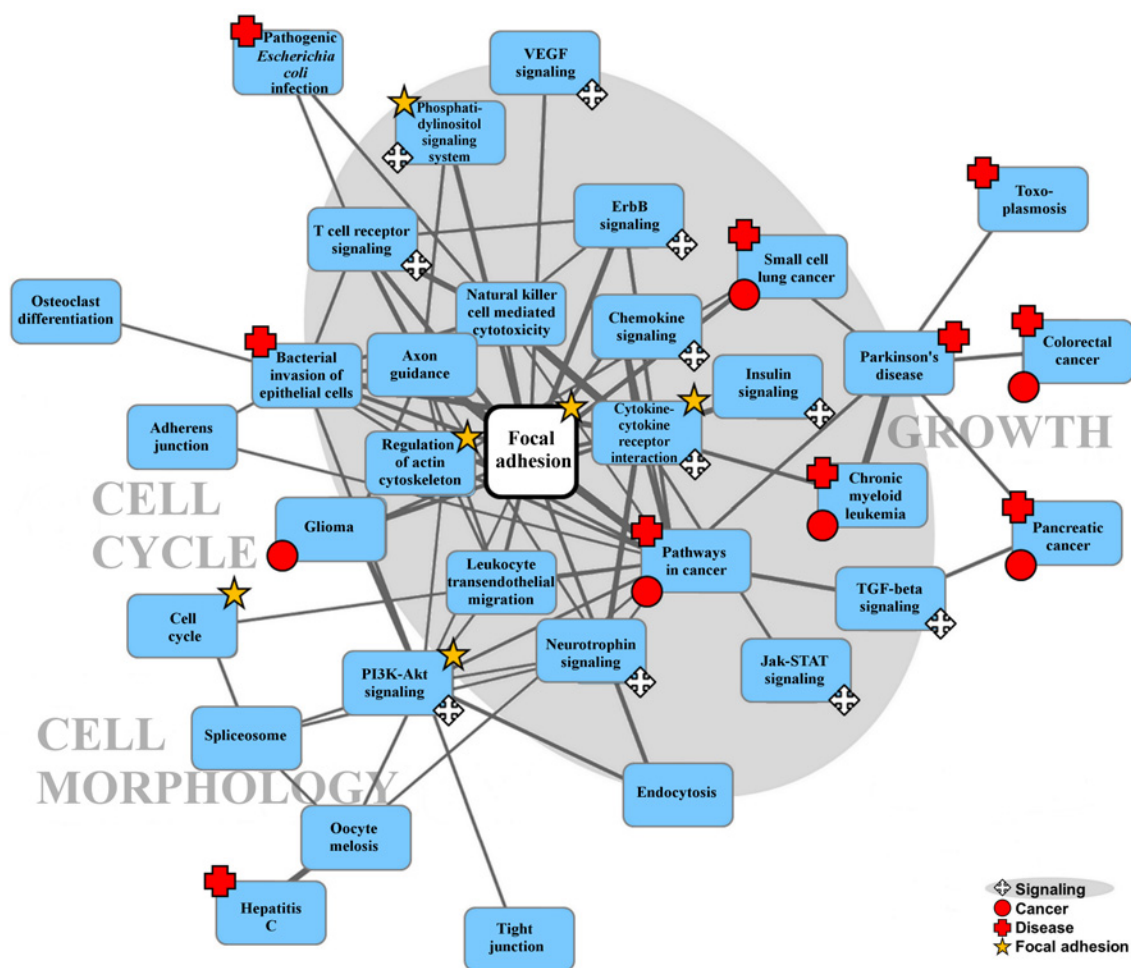 Pathogenic
Escherichia
coli
infection
VEGF
signaling
Phosphati-
dylinositol
signaling
system
Toxo-
plasmosis
T cell receptor
signaling
ErbB
signaling
Small cell
lung cancer
Osteoclast
differentiation
Natural killer
cell mediated
cytotoxicity
Chemokine
signaling
Bacterial
invasion of
epithelial cells
Axon
guidance
Insulin
signaling
Parkinson's
disease
Colorectal
cancer
Adherens
junction
Regulation
of actin
cytoskeleton
Focal
adhesion
Cytokine-
cytokine
receptor
interaction
GROWTH
Chronic
myeloid
leukemia
CELL
CYCLE
Glioma
Pancreatic
cancer
Leukocyte
transendothelial
migration
Pathways
in cancer
TGF-beta
signaling
Cell
cycle
PI3K-Akt
signaling
Neurotrophin
signaling
Jak-STAT
signaling
Spliceosome
CELL
MORPHOLOGY
Endocytosis
Oocyte
melosis
Hepatitis
C
Tight
junction
Signaling
Cancer
Disease
Focal adhesion